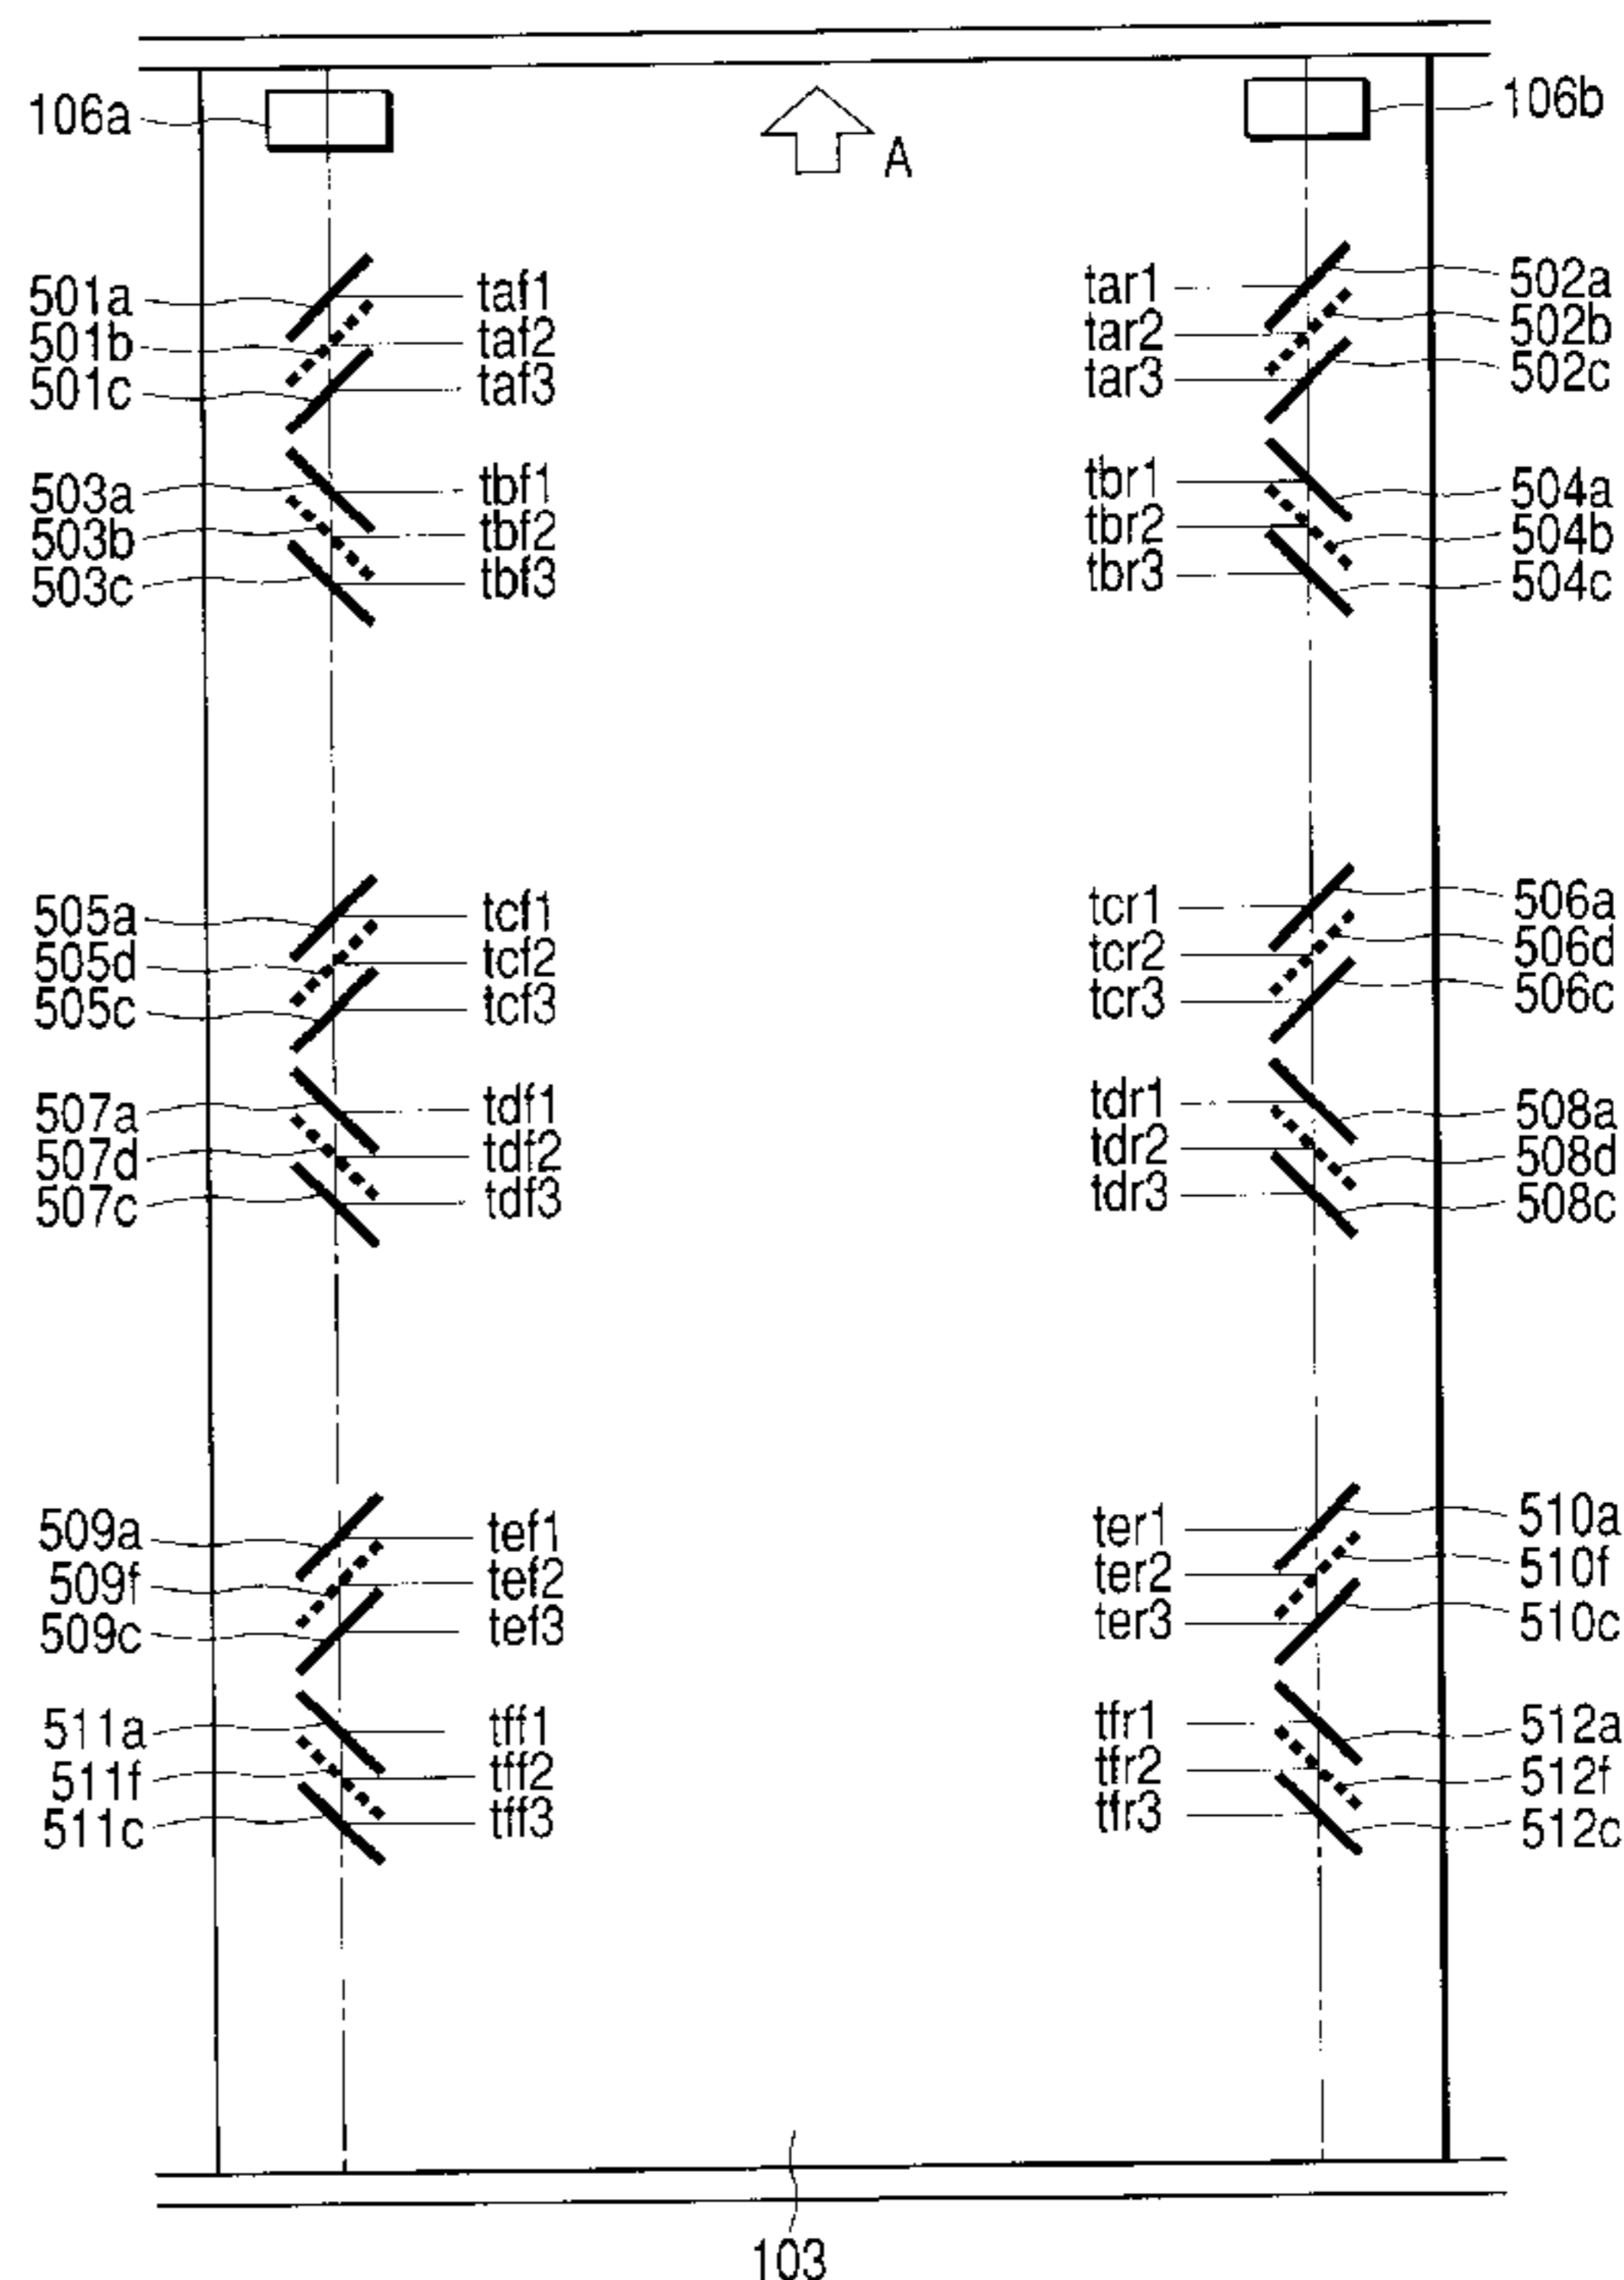 106a
106b
A
501a taf1 tar1 502a
501b taf2 tar2 502b
501c taf3 tar3 502c
503a tbf1 tbr1 504a
503b tbf2 tbr2 504b
503c tbf3 tbr3 504c
505a tcf1 tcr1 506a
505d tcf2 tcr2 506d
505c tcf3 tcr3 506c
507a tdf1 tdr1 508a
507d tdf2 tdr2 508d
507c tdf3 tdr3 508c
509a tef1 ter1 510a
509f tef2 ter2 510f
509c tef3 ter3 510c
511a tff1 tfr1 512a
511f tff2 tfr2 512f
511c tff3 tfr3 512c
103